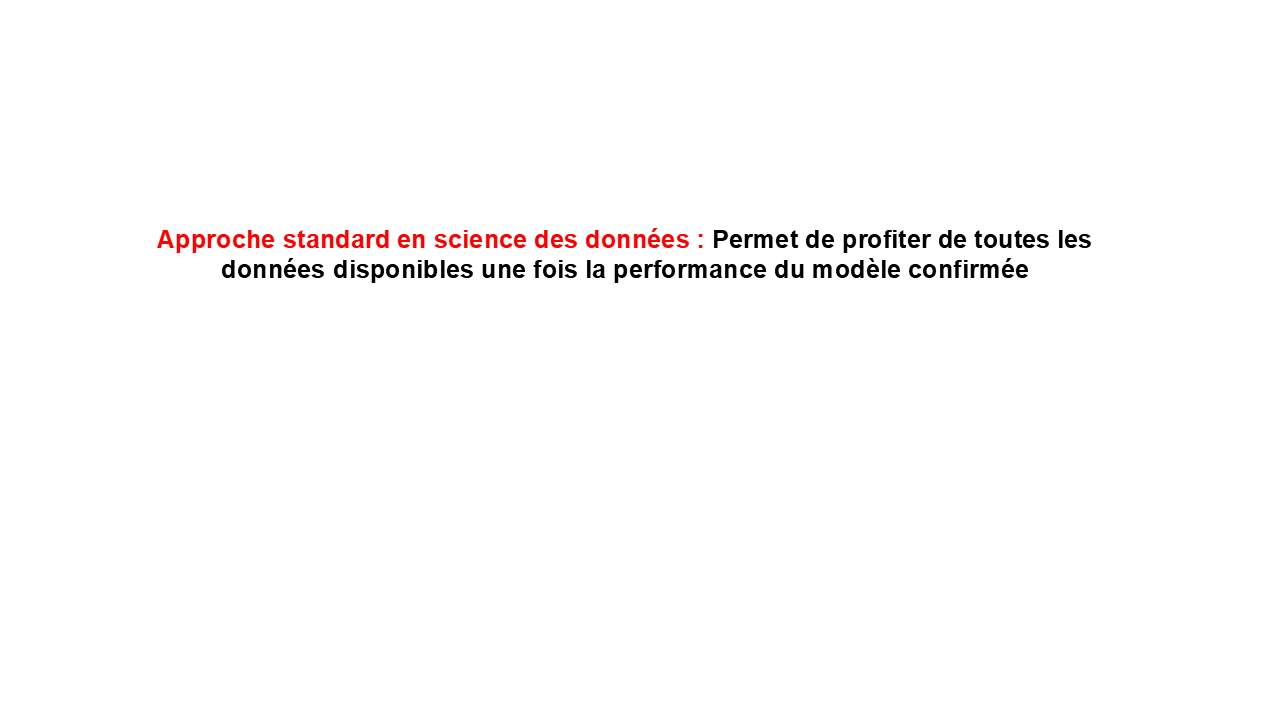 Approche standard en science des données : Permet de profiter de toutes les
données disponibles une fois la performance du modèle confirmée